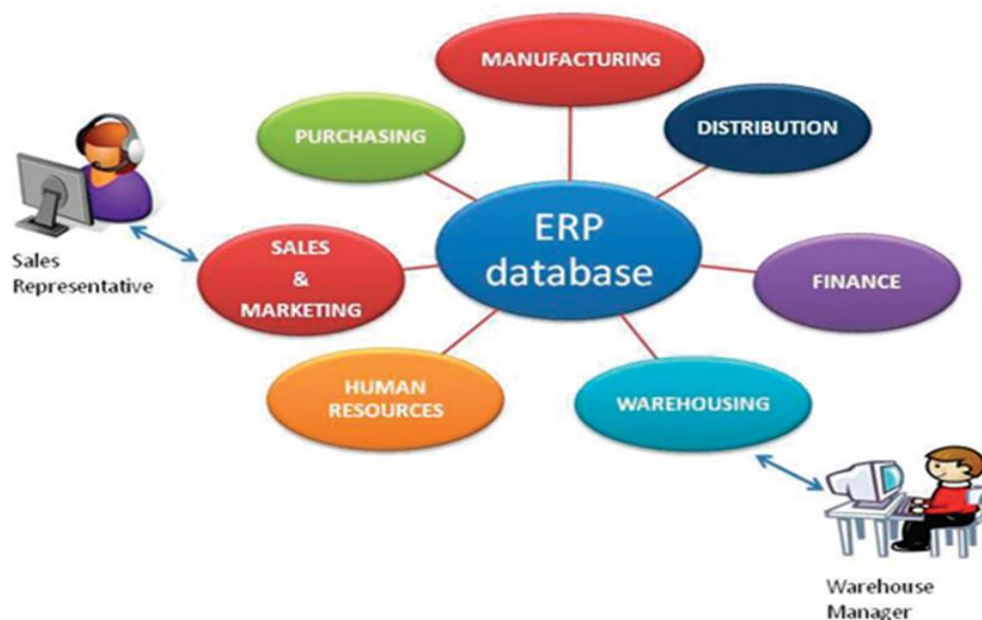 MANUFACTURING
PURCHASING
DISTRIBUTION
ERP
database
SALES
&
MARKETING
FINANCE
HUMAN
RESOURCES
WAREHOUSING
Sales
Representative
Warehouse
Manager